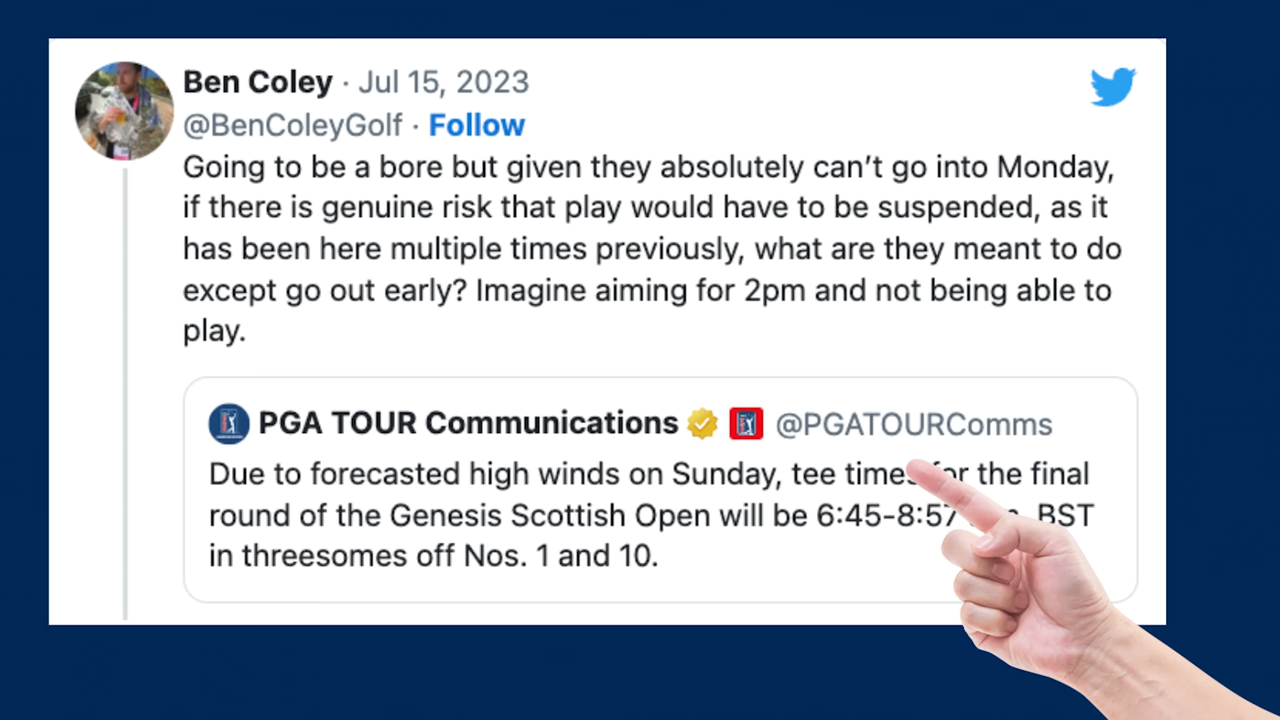 Ben Coley · Jul 15, 2023
@BenColeyGolf · Follow
Going to be a bore but given they absolutely can’t go into Monday,
if there is genuine risk that play would have to be suspended, as it
has been here multiple times previously, what are they meant to do
except go out early? Imagine aiming for 2pm and not being able to
play.
PGA TOUR Communications @PGATOURComms
Due to forecasted high winds on Sunday, tee times for the final
round of the Genesis Scottish Open will be 6:45-8:57 BST
in threesomes off Nos. 1 and 10.